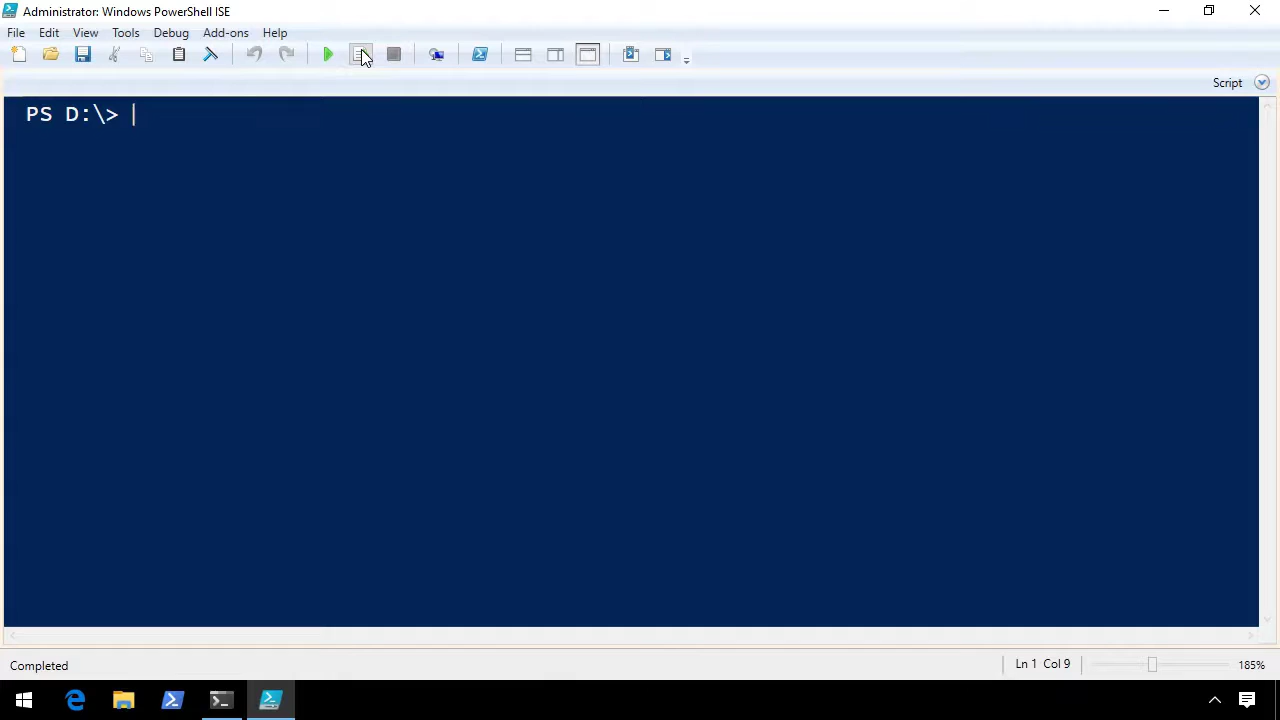 Administrator: Windows PowerShell ISE
File Edit View Tools Debug Add-ons Help
Script
PS D:\>
Completed
Ln 1 Col 9
185%